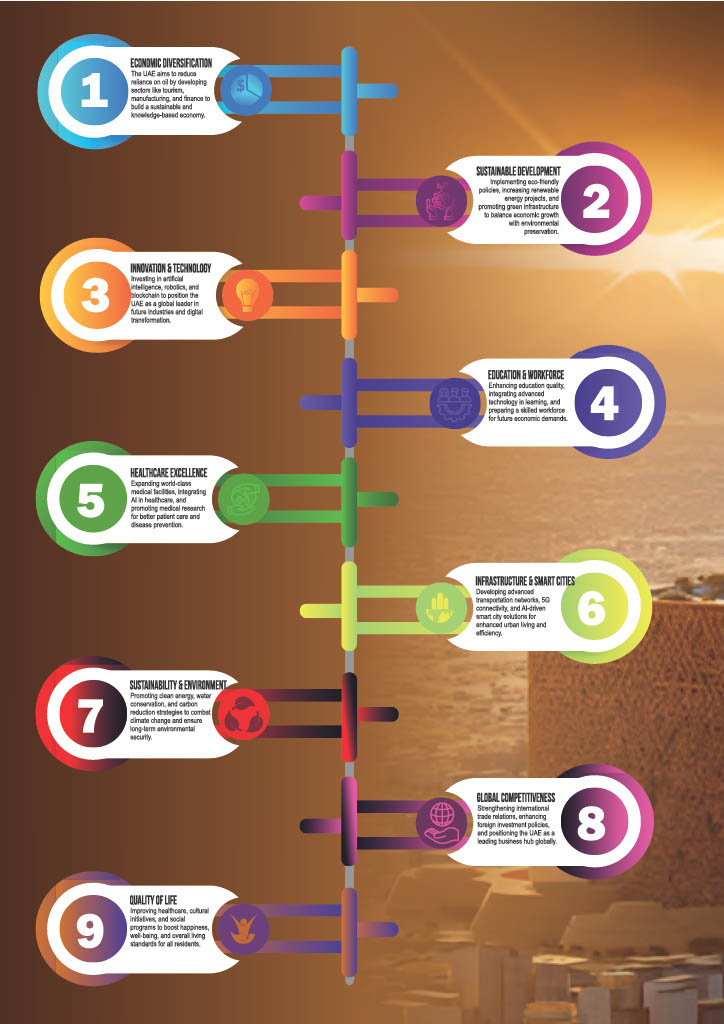 1
ECONOMIC DIVERSIFICATION
The UAE aims to reduce
reliance on oil by developing
sectors like tourism,
manufacturing, and finance to
build a sustainable and
knowledge-based economy.
$
SUSTAINABLE DEVELOPMENT
Implementing eco-friendly
policies, increasing renewable
energy projects, and
promoting green infrastructure
to balance economic growth
with environmental
preservation.
2
3
INNOVATION & TECHNOLOGY
Investing in artificial
intelligence, robotics, and
blockchain to position the
UAE as a global leader in
future industries and digital
transformation.
EDUCATION & WORKFORCE
Enhancing education quality,
integrating advanced
technology in learning, and
preparing a skilled workforce
for future economic demands.
4
5
HEALTHCARE EXCELLENCE
Expanding world-class
medical facilities, integrating
AI in healthcare, and
promoting medical research
for better patient care and
disease prevention.
INFRASTRUCTURE & SMART CITIES
Developing advanced
transportation networks, 5G
connectivity, and AI-driven
smart city solutions for
enhanced urban living and
efficiency.
6
7
SUSTAINABILITY & ENVIRONMENT
Promoting clean energy, water
conservation, and carbon
reduction strategies to combat
climate change and ensure
long-term environmental
security.
GLOBAL COMPETITIVENESS
Strengthening international
trade relations, enhancing
foreign investment policies,
and positioning the UAE as a
leading business hub globally.
8
9
QUALITY OF LIFE
Improving healthcare, cultural
initiatives, and social
programs to boost happiness,
well-being, and overall living
standards for all residents.